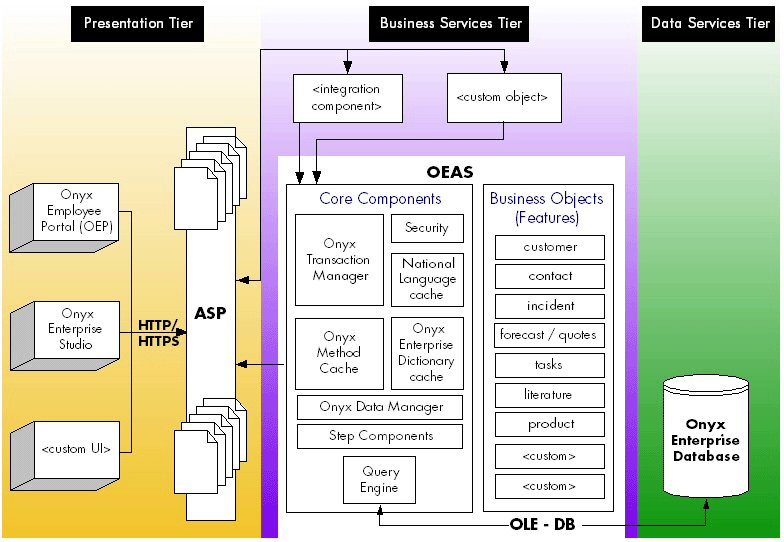 Presentation Tier
Business Services Tier
Data Services Tier
<integration
component>
<custom object>
OEAS
Core Components
Business Objects
(Features)
Onyx
Transaction
Manager
Security
National
Language
cache
Onyx
Method
Cache
Onyx
Enterprise
Dictionary
cache
Onyx Data Manager
Step Components
Query
Engine
customer
contact
incident
forecast / quotes
tasks
literature
product
<custom>
<custom>
Onyx
Employee
Portal (OEP)
Onyx
Enterprise
Studio
<custom UI>
HTTP/
HTTPS
ASP
Onyx
Enterprise
Database
OLE - DB